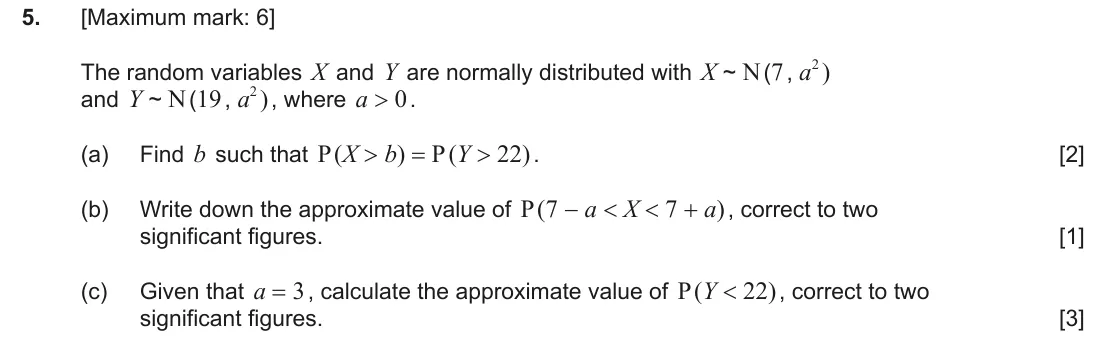 5. [Maximum mark: 6]
The random variables X and Y are normally distributed with X ~ N(7, a²)
and Y ~ N(19, a²), where a > 0.
(a) Find b such that P(X > b) = P(Y > 22). [2]
(b) Write down the approximate value of P(7 − a < X < 7 + a), correct to two
significant figures. [1]
(c) Given that a = 3, calculate the approximate value of P(Y < 22), correct to two
significant figures. [3]